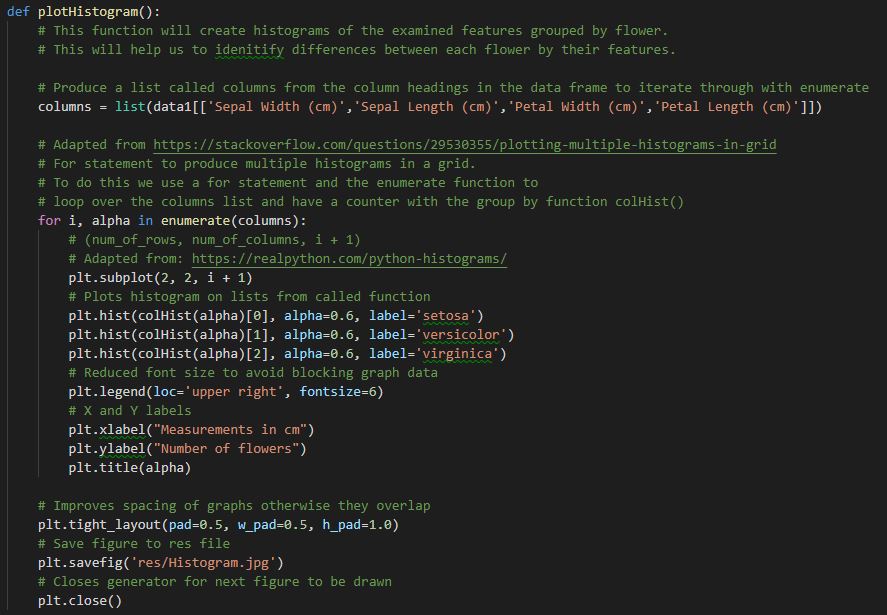 def plotHistogram():
# This function will create histograms of the examined features grouped by flower.
# This will help us to idenitify differences between each flower by their features.
# Produce a list called columns from the column headings in the data frame to iterate through with enumerate
columns = list(data1[['Sepal Width (cm)','Sepal Length (cm)','Petal Width (cm)','Petal Length (cm)']])
# Adapted from https://stackoverflow.com/questions/29530355/plotting-multiple-histograms-in-grid
# For statement to produce multiple histograms in a grid.
# To do this we use a for statement and the enumerate function to
# loop over the columns list and have a counter with the group by function colHist()
for i, alpha in enumerate(columns):
# (num_of_rows, num_of_columns, i + 1)
# Adapted from: https://realpython.com/python-histograms/
plt.subplot(2, 2, i + 1)
# Plots histogram on lists from called function
plt.hist(colHist(alpha)[0], alpha=0.6, label='setosa')
plt.hist(colHist(alpha)[1], alpha=0.6, label='versicolor')
plt.hist(colHist(alpha)[2], alpha=0.6, label='virginica')
# Reduced font size to avoid blocking graph data
plt.legend(loc='upper right', fontsize=6)
# X and Y labels
plt.xlabel("Measurements in cm")
plt.ylabel("Number of flowers")
plt.title(alpha)
# Improves spacing of graphs otherwise they overlap
plt.tight_layout(pad=0.5, w_pad=0.5, h_pad=1.0)
# Save figure to res file
plt.savefig('res/Histogram.jpg')
# Closes generator for next figure to be drawn
plt.close()